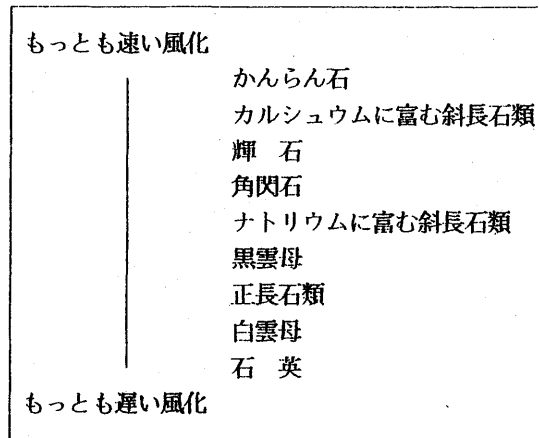 もっとも速い風化
かんらん石
カルシュウムに富む斜長石類
輝　石
角閃石
ナトリウムに富む斜長石類
黒雲母
正長石類
白雲母
石　英
もっとも遅い風化